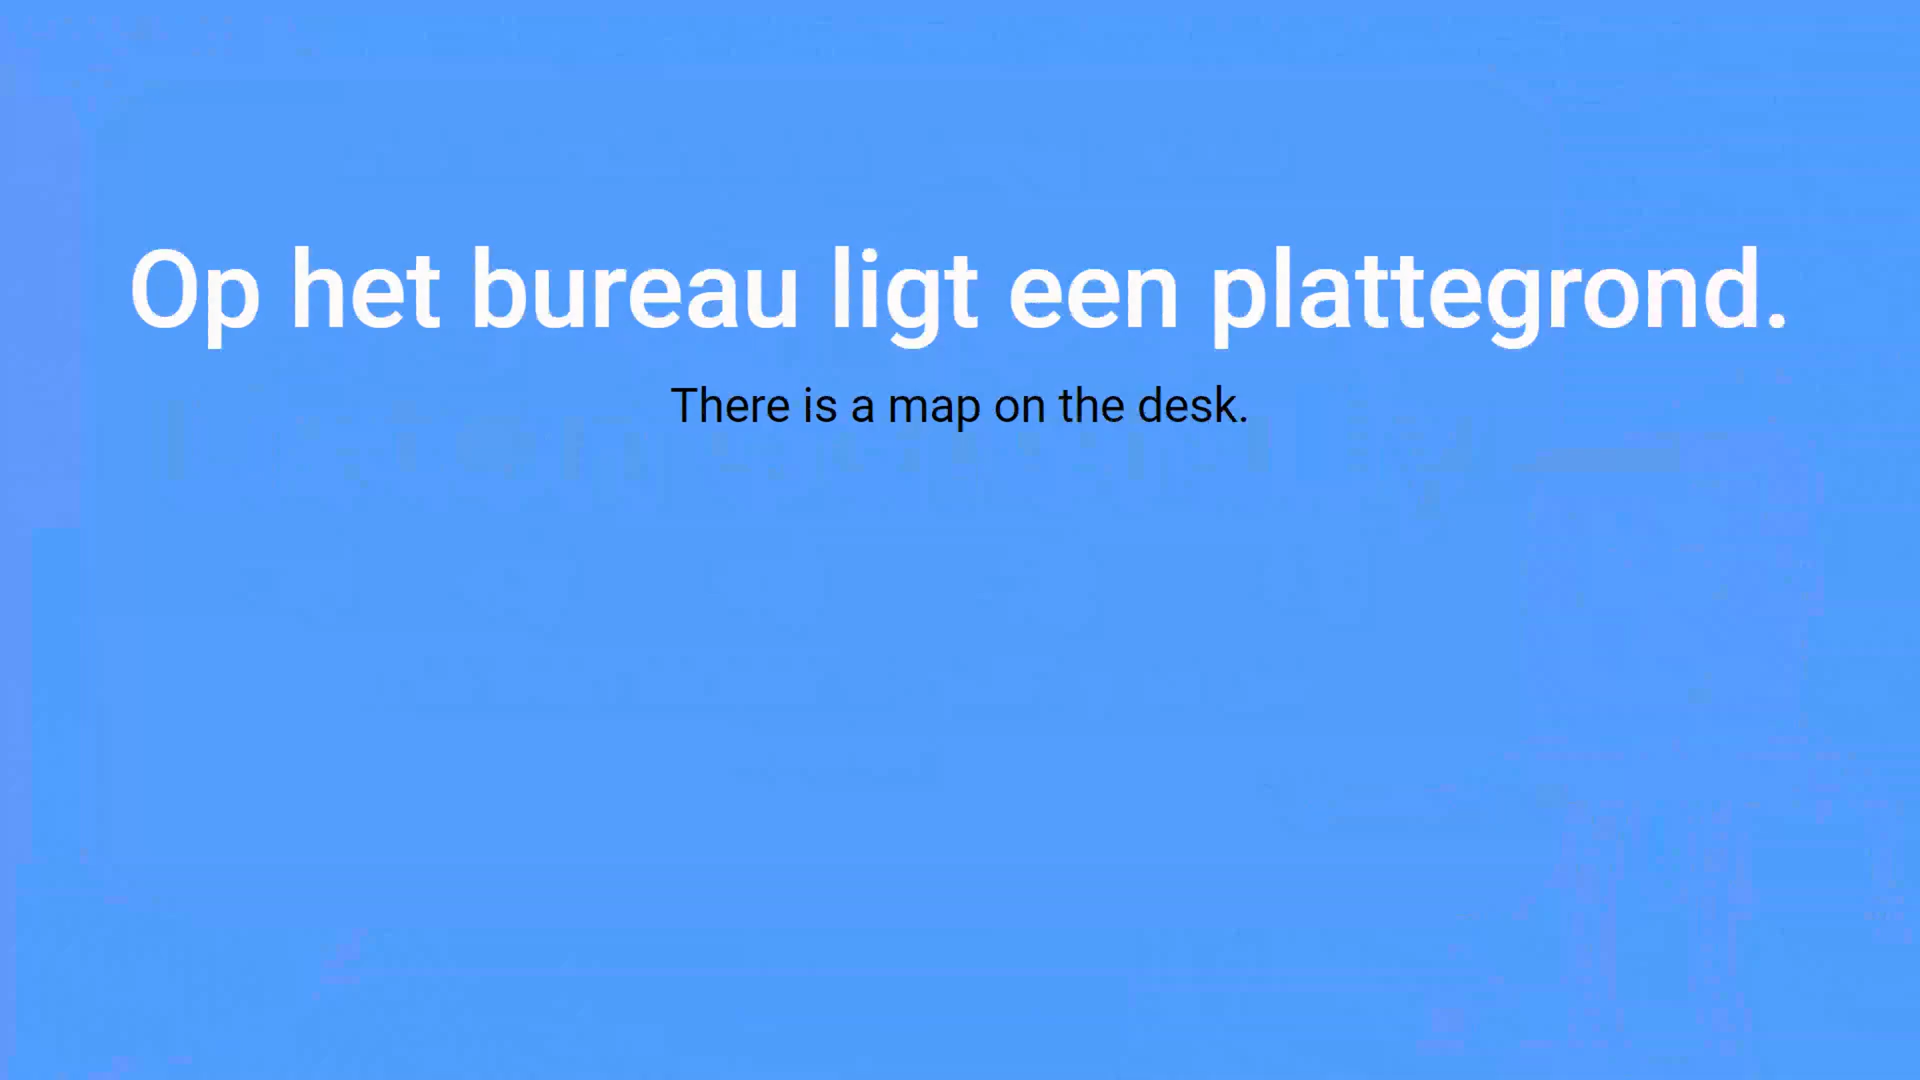 Op het bureau ligt een plattegrond.
There is a map on the desk.